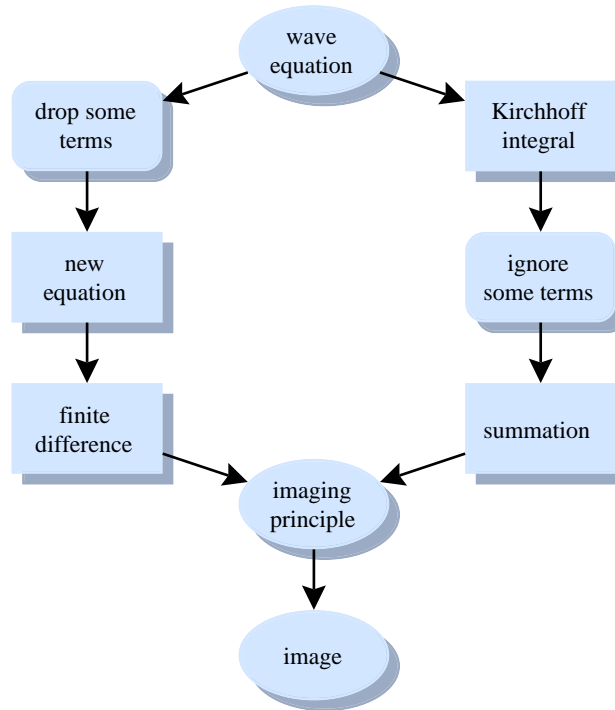 wave
equation
drop some
terms
Kirchhoff
integral
new
equation
ignore
some terms
finite
difference
summation
imaging
principle
image